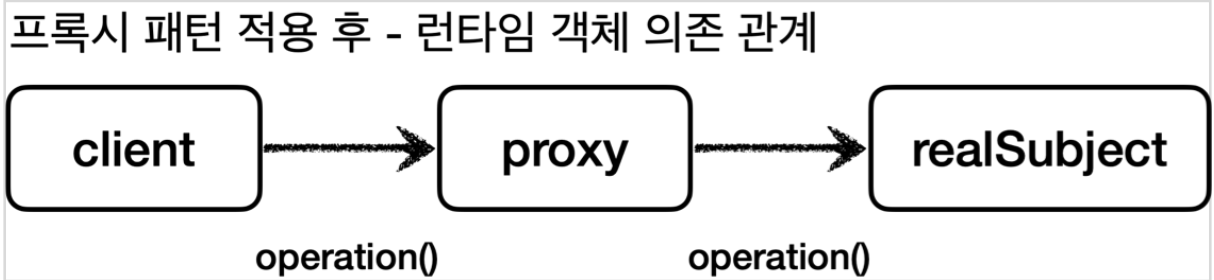 프록시 패턴 적용 후 - 런타임 객체 의존 관계
client proxy realSubject
operation() operation()